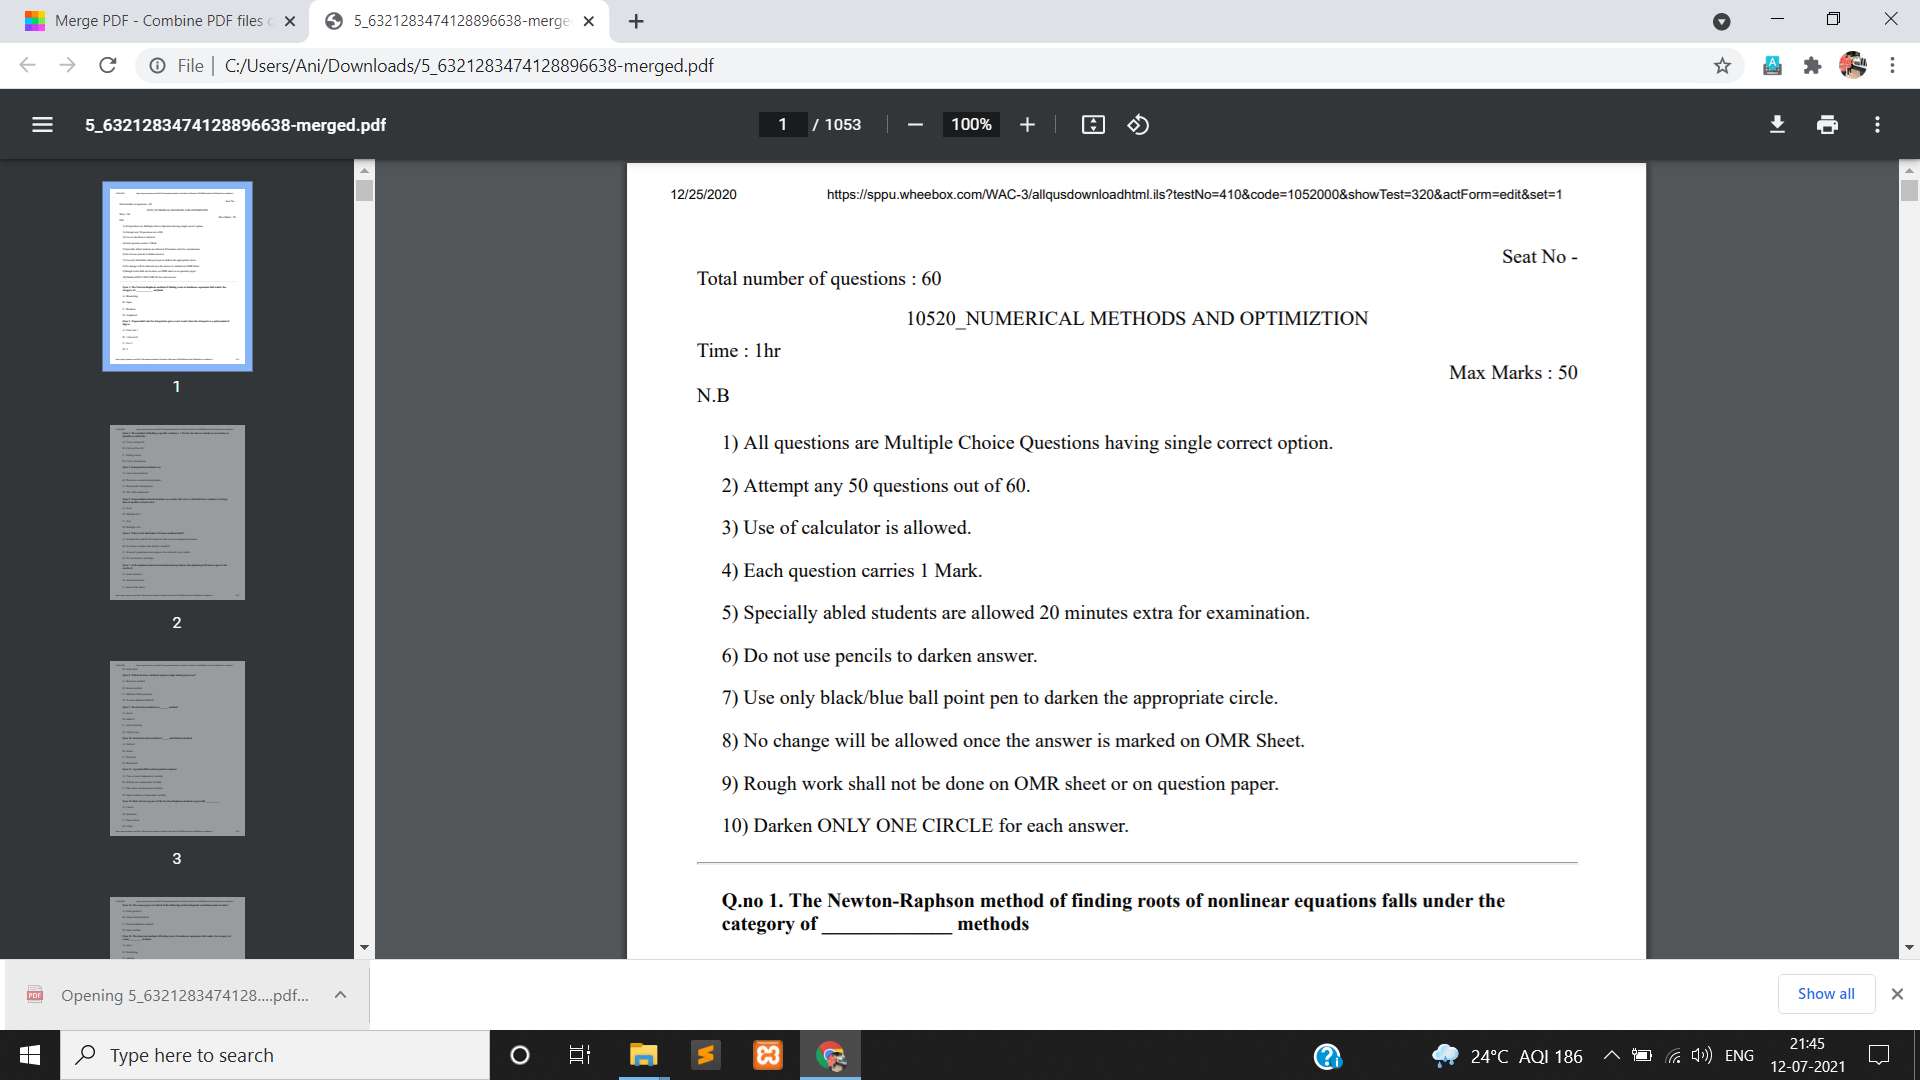 Merge PDF - Combine PDF files
5_6321283474128896638-merge
File
C:/Users/Ani/Downloads/5_6321283474128896638-merged.pdf
5_6321283474128896638-merged.pdf
1 / 1053
100%
1
2
3
12/25/2020 https://sppu.wheebox.com/WAC-3/allqusdownloadhtml.ils?testNo=410&code=1052000&showTest=320&actForm=edit&set=1
Seat No -
Total number of questions : 60
10520_NUMERICAL METHODS AND OPTIMIZTION
Time : 1hr
Max Marks : 50
N.B
1) All questions are Multiple Choice Questions having single correct option.
2) Attempt any 50 questions out of 60.
3) Use of calculator is allowed.
4) Each question carries 1 Mark.
5) Specially abled students are allowed 20 minutes extra for examination.
6) Do not use pencils to darken answer.
7) Use only black/blue ball point pen to darken the appropriate circle.
8) No change will be allowed once the answer is marked on OMR Sheet.
9) Rough work shall not be done on OMR sheet or on question paper.
10) Darken ONLY ONE CIRCLE for each answer.
Q.no 1. The Newton-Raphson method of finding roots of nonlinear equations falls under the
category of _____________ methods
Opening 5_6321283474128....pdf...
Show all
Type here to search
24°C AQI 186
ENG
21:45
12-07-2021